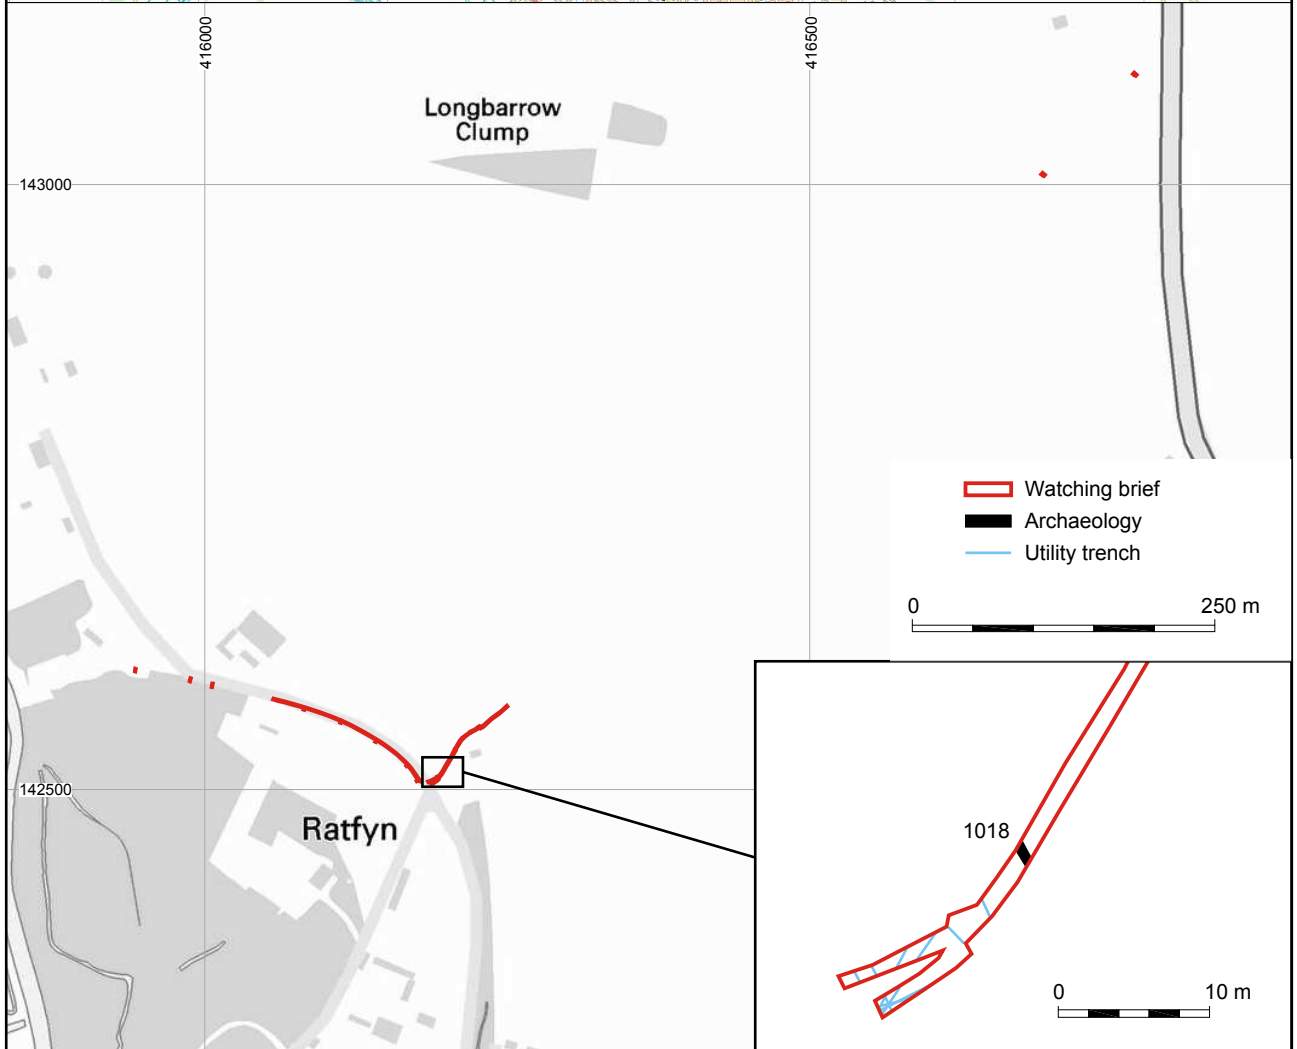 416000
416500
Longbarrow
Clump
143000
Watching brief
Archaeology
Utility trench
0 250 m
142500
Ratfyn
1018
0 10 m